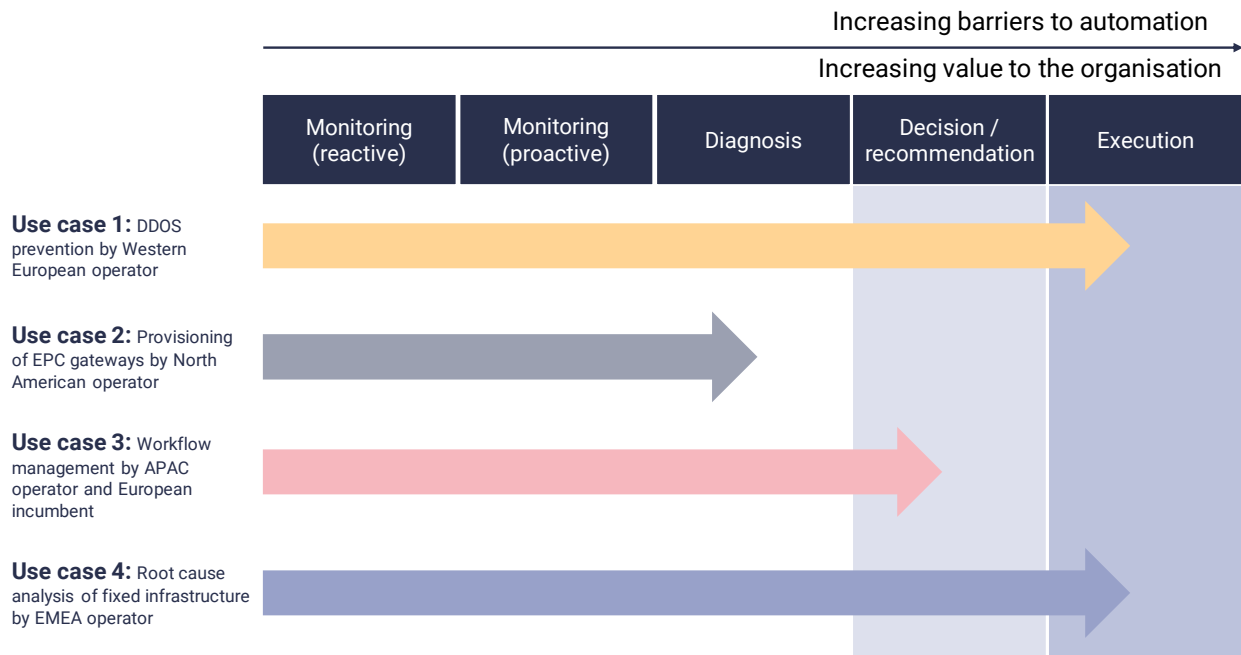 Increasing barriers to automation
Increasing value to the organisation
Monitoring
(reactive)
Monitoring
(proactive)
Diagnosis
Decision /
recommendation
Execution
Use case 1: DDOS
prevention by Western
European operator
Use case 2: Provisioning
of EPC gateways by North
American operator
Use case 3: Workflow
management by APAC
operator and European
incumbent
Use case 4: Root cause
analysis of fixed infrastructure
by EMEA operator